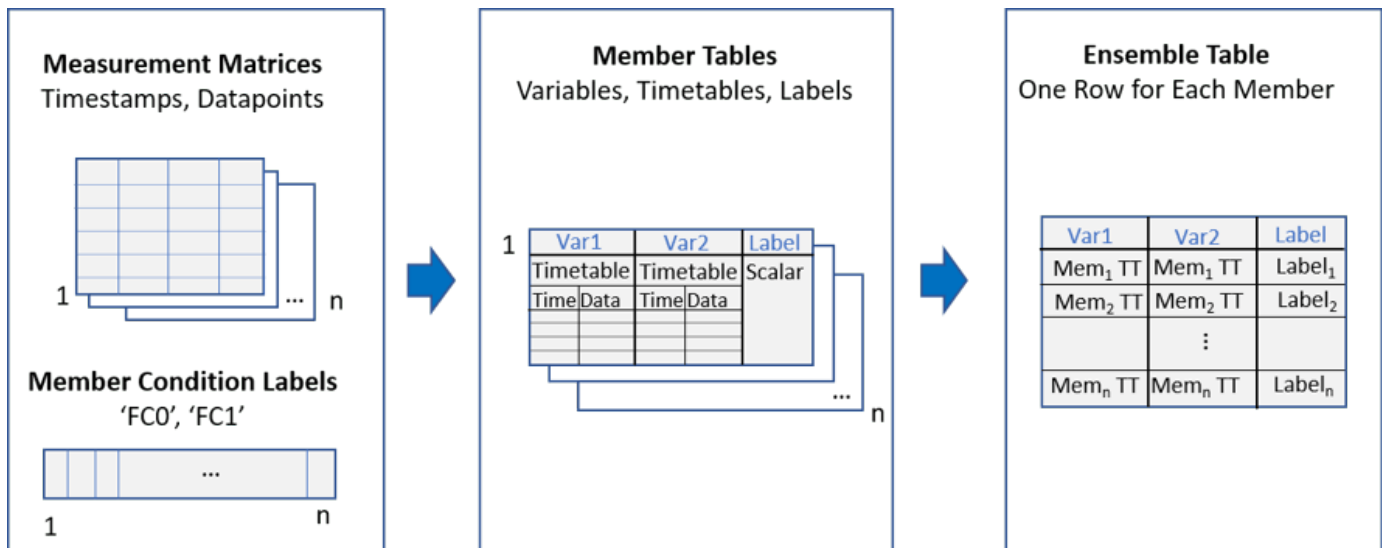 Measurement Matrices
Timestamps, Datapoints
1
...
n
Member Condition Labels
‘FC0’, ‘FC1’
...
1
n
Member Tables
Variables, Timetables, Labels
1
Var1 Var2 Label
Timetable Timetable Scalar
Time Data Time Data
...
n
Ensemble Table
One Row for Each Member
Var1 Var2 Label
Mem₁ TT Mem₁ TT Label₁
Mem₂ TT Mem₂ TT Label₂
⋮
Memₙ TT Memₙ TT Labelₙ